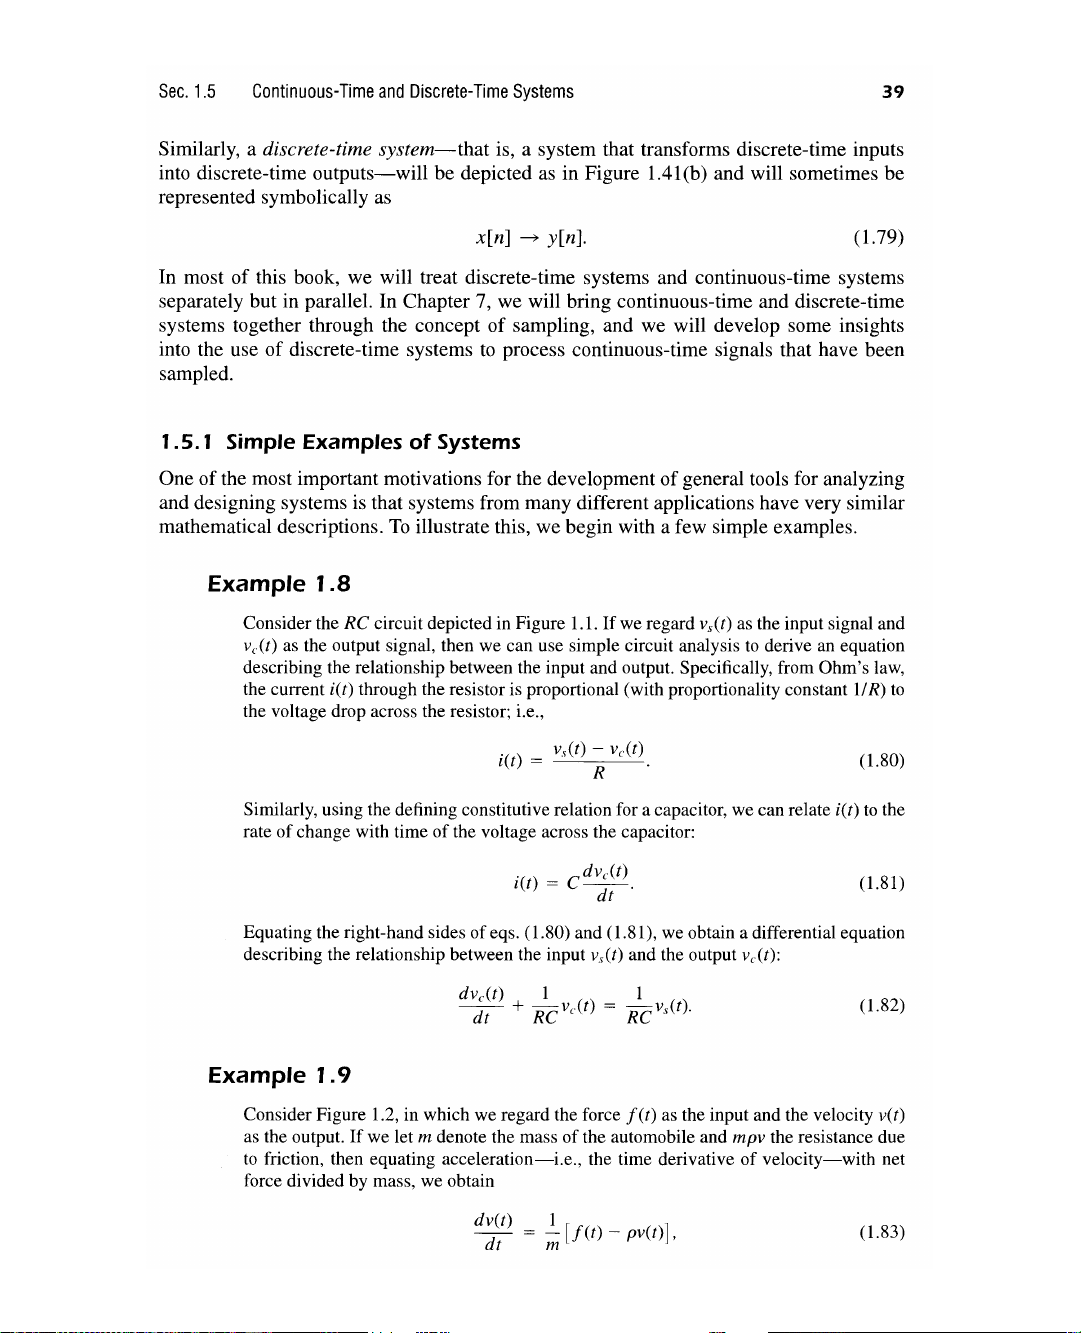 Sec. 1.5 Continuous-Time and Discrete-Time Systems 39
Similarly, a discrete-time system—that is, a system that transforms discrete-time inputs
into discrete-time outputs—will be depicted as in Figure 1.41(b) and will sometimes be
represented symbolically as
x[n] → y[n]. (1.79)
In most of this book, we will treat discrete-time systems and continuous-time systems
separately but in parallel. In Chapter 7, we will bring continuous-time and discrete-time
systems together through the concept of sampling, and we will develop some insights
into the use of discrete-time systems to process continuous-time signals that have been
sampled.
1.5.1 Simple Examples of Systems
One of the most important motivations for the development of general tools for analyzing
and designing systems is that systems from many different applications have very similar
mathematical descriptions. To illustrate this, we begin with a few simple examples.
Example 1.8
Consider the RC circuit depicted in Figure 1.1. If we regard v_s(t) as the input signal and
v_c(t) as the output signal, then we can use simple circuit analysis to derive an equation
describing the relationship between the input and output. Specifically, from Ohm's law,
the current i(t) through the resistor is proportional (with proportionality constant 1/R) to
the voltage drop across the resistor; i.e.,
i(t) = (v_s(t) − v_c(t))/R. (1.80)
Similarly, using the defining constitutive relation for a capacitor, we can relate i(t) to the
rate of change with time of the voltage across the capacitor:
i(t) = C dv_c(t)/dt. (1.81)
Equating the right-hand sides of eqs. (1.80) and (1.81), we obtain a differential equation
describing the relationship between the input v_s(t) and the output v_c(t):
dv_c(t)/dt + 1/RC v_c(t) = 1/RC v_s(t). (1.82)
Example 1.9
Consider Figure 1.2, in which we regard the force f(t) as the input and the velocity v(t)
as the output. If we let m denote the mass of the automobile and mρv the resistance due
to friction, then equating acceleration—i.e., the time derivative of velocity—with net
force divided by mass, we obtain
dv(t)/dt = 1/m [f(t) − ρv(t)], (1.83)